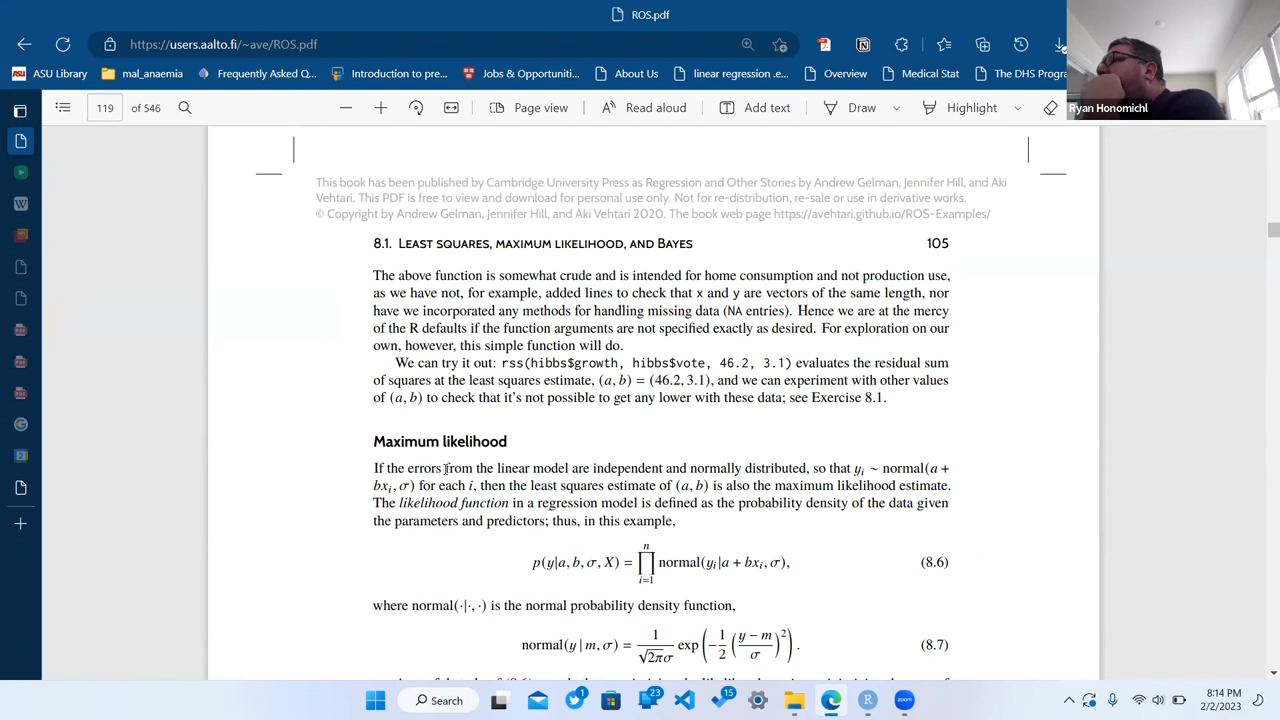 ROS.pdf
https://users.aalto.fi/~ave/ROS.pdf
ASU Library
mal_anaemia
Frequently Asked Q...
Introduction to pre...
Jobs & Opportuniti...
About Us
linear regression .e...
Overview
Medical Stat
The DHS Progra
Ryan Honomichl
119 of 546
Page view
Read aloud
Add text
Draw
Highlight
This book has been published by Cambridge University Press as Regression and Other Stories by Andrew Gelman, Jennifer Hill, and Aki
Vehtari. This PDF is free to view and download for personal use only. Not for re-distribution, re-sale or use in derivative works.
© Copyright by Andrew Gelman, Jennifer Hill, and Aki Vehtari 2020. The book web page https://avehtari.github.io/ROS-Examples/
8.1. LEAST SQUARES, MAXIMUM LIKELIHOOD, AND BAYES 105
The above function is somewhat crude and is intended for home consumption and not production use,
as we have not, for example, added lines to check that x and y are vectors of the same length, nor
have we incorporated any methods for handling missing data (NA entries). Hence we are at the mercy
of the R defaults if the function arguments are not specified exactly as desired. For exploration on our
own, however, this simple function will do.
We can try it out: rss(hibbs$growth, hibbs$vote, 46.2, 3.1) evaluates the residual sum
of squares at the least squares estimate, (a, b) = (46.2, 3.1), and we can experiment with other values
of (a, b) to check that it's not possible to get any lower with these data; see Exercise 8.1.
Maximum likelihood
If the errors from the linear model are independent and normally distributed, so that yᵢ ~ normal(a +
bxᵢ, σ) for each i, then the least squares estimate of (a, b) is also the maximum likelihood estimate.
The likelihood function in a regression model is defined as the probability density of the data given
the parameters and predictors; thus, in this example,
p(y|a, b, σ, X) = ∏ⁿᵢ₌₁ normal(yᵢ|a + bxᵢ, σ), (8.6)
where normal(·|·, ·) is the normal probability density function,
normal(y | m, σ) = 1/(√2π σ) exp(−1/2 ((y − m)/σ)²). (8.7)
Search
1
23
15
8:14 PM
2/2/2023